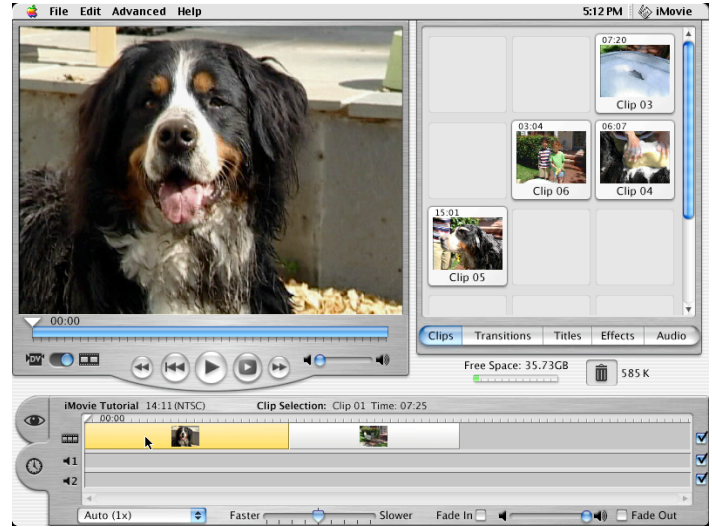 File Edit Advanced Help 5:12 PM iMovie
07:20
Clip 03
03:04
Clip 06
06:07
Clip 04
15:01
Clip 05
00:00
Clips Transitions Titles Effects Audio
DV
Free Space: 35.73GB
585 K
iMovie Tutorial 14:11 (NTSC) Clip Selection: Clip 01 Time: 07:25
00:00
1
2
Auto (1x) Faster Slower Fade In Fade Out